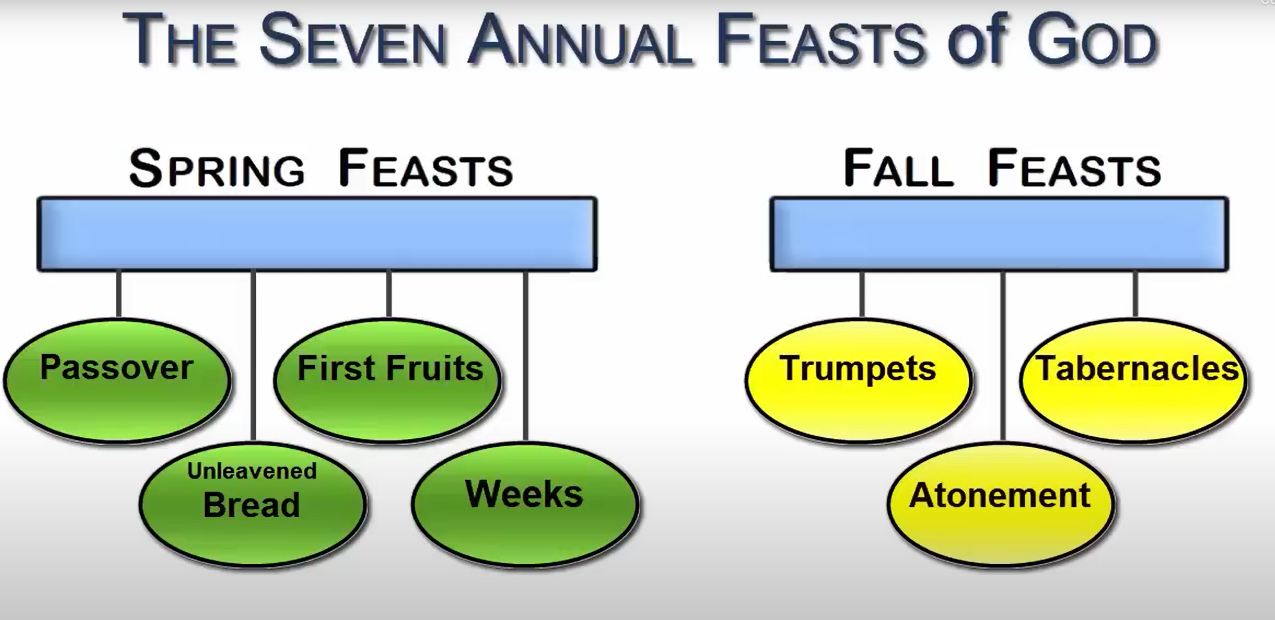 THE SEVEN ANNUAL FEASTS of GOD
SPRING FEASTS
FALL FEASTS
Passover
First Fruits
Unleavened
Bread
Weeks
Trumpets
Tabernacles
Atonement